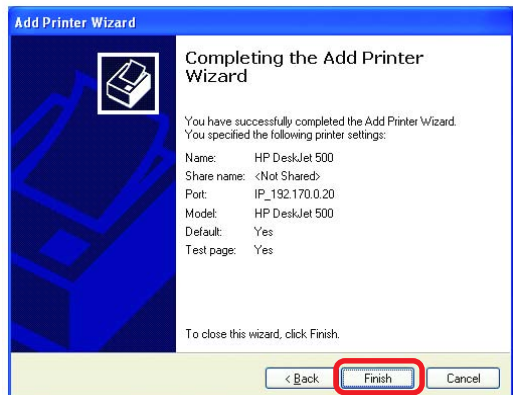 Add Printer Wizard
Completing the Add Printer
Wizard
You have successfully completed the Add Printer Wizard.
You specified the following printer settings:
Name: HP DeskJet 500
Share name: <Not Shared>
Port: IP_192.170.0.20
Model: HP DeskJet 500
Default: Yes
Test page: Yes
To close this wizard, click Finish.
< Back Finish Cancel